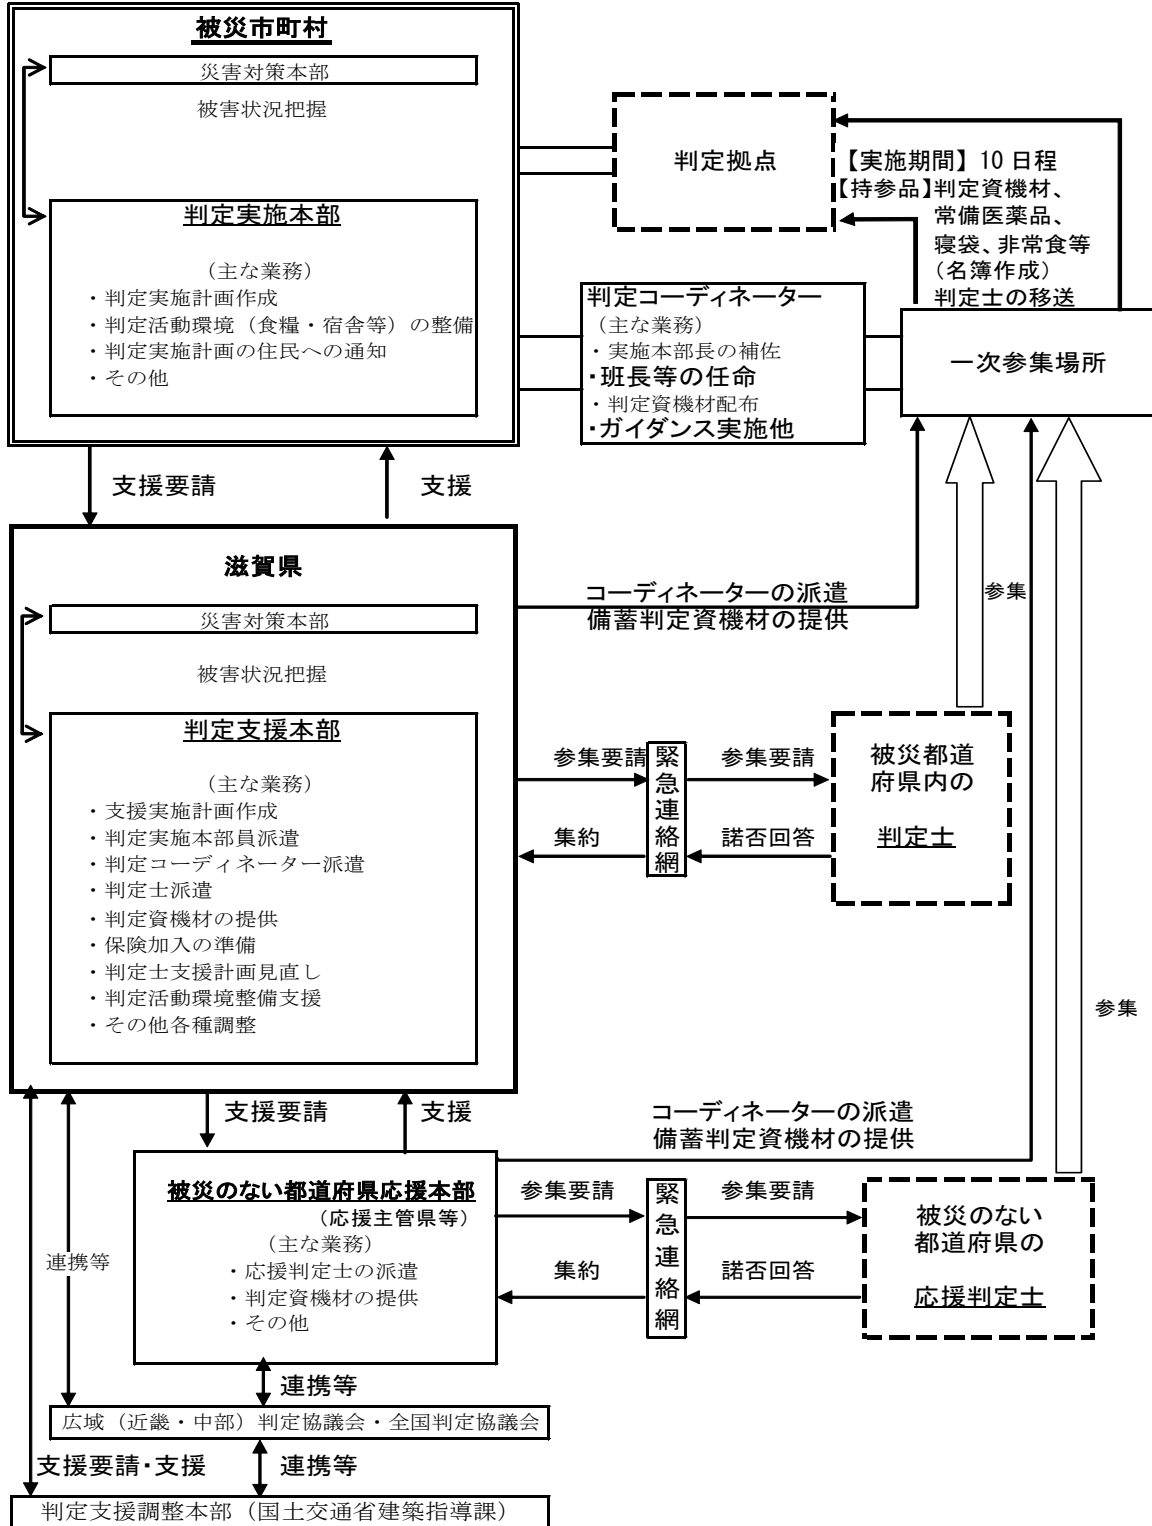 被災市町村
災害対策本部
被害状況把握
判定実施本部
（主な業務）
・判定実施計画作成
・判定活動環境（食糧・宿舎等）の整備
・判定実施計画の住民への通知
・その他
判定拠点
【実施期間】10日程
【持参品】判定資機材、
常備医薬品、
寝袋、非常食等
（名簿作成）
判定士の移送
判定コーディネーター
（主な業務）
・実施本部長の補佐
・班長等の任命
・判定資機材配布
・ガイダンス実施他
一次参集場所
支援要請
支援
滋賀県
災害対策本部
被害状況把握
判定支援本部
（主な業務）
・支援実施計画作成
・判定実施本部員派遣
・判定コーディネーター派遣
・判定士派遣
・判定資機材の提供
・保険加入の準備
・判定士支援計画見直し
・判定活動環境整備支援
・その他各種調整
コーディネーターの派遣
備蓄判定資機材の提供
参集
参集要請
集約
緊急連絡網
参集要請
諾否回答
被災都道
府県内の
判定士
参集
支援要請
支援
コーディネーターの派遣
備蓄判定資機材の提供
被災のない都道府県応援本部
（応援主管県等）
（主な業務）
・応援判定士の派遣
・判定資機材の提供
・その他
参集要請
集約
緊急連絡網
参集要請
諾否回答
被災のない
都道府県の
応援判定士
連携等
連携等
広域（近畿・中部）判定協議会・全国判定協議会
支援要請・支援
連携等
判定支援調整本部（国土交通省建築指導課）